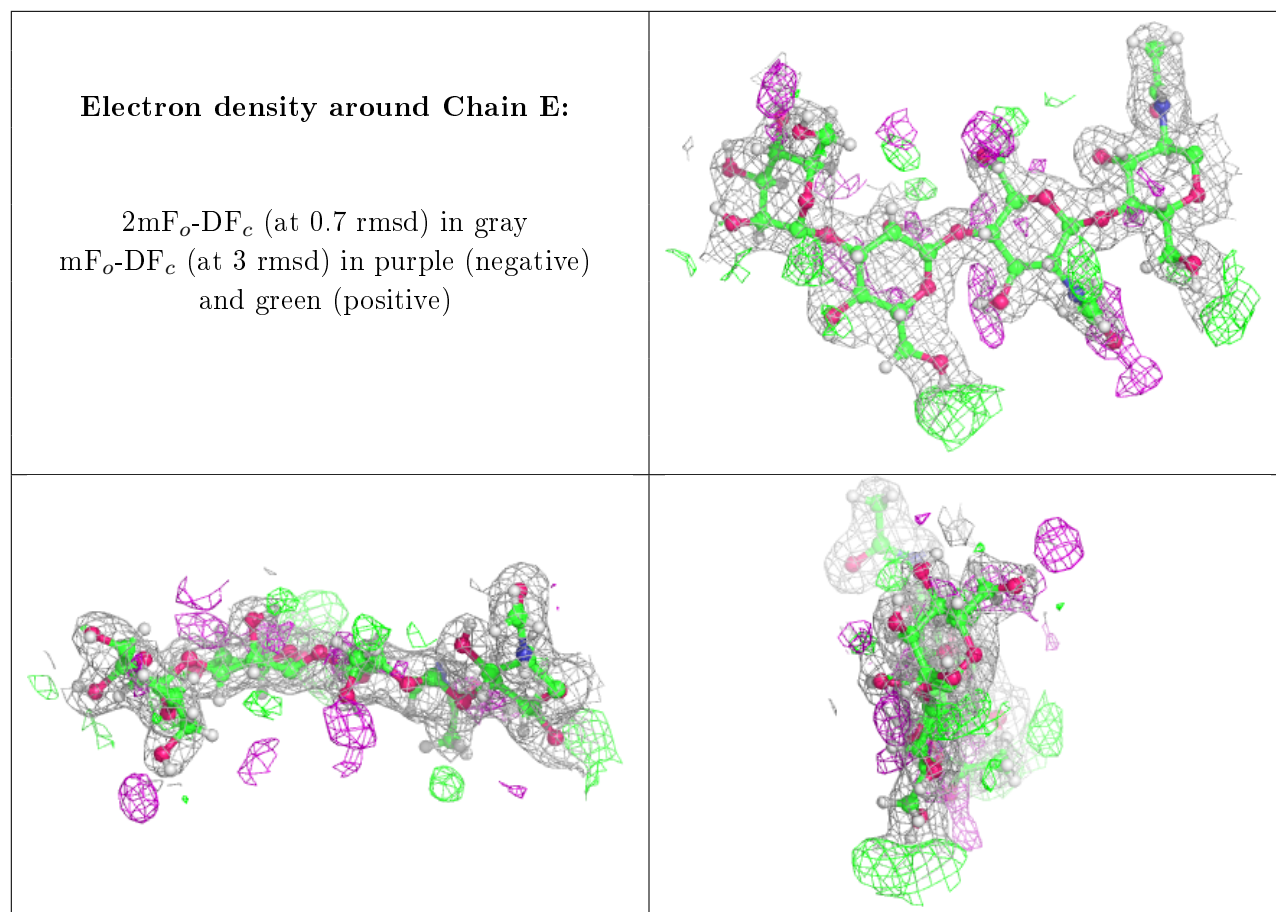 Electron density around Chain E:
2mFₒ-DF𝒸 (at 0.7 rmsd) in gray
mFₒ-DF𝒸 (at 3 rmsd) in purple (negative)
and green (positive)